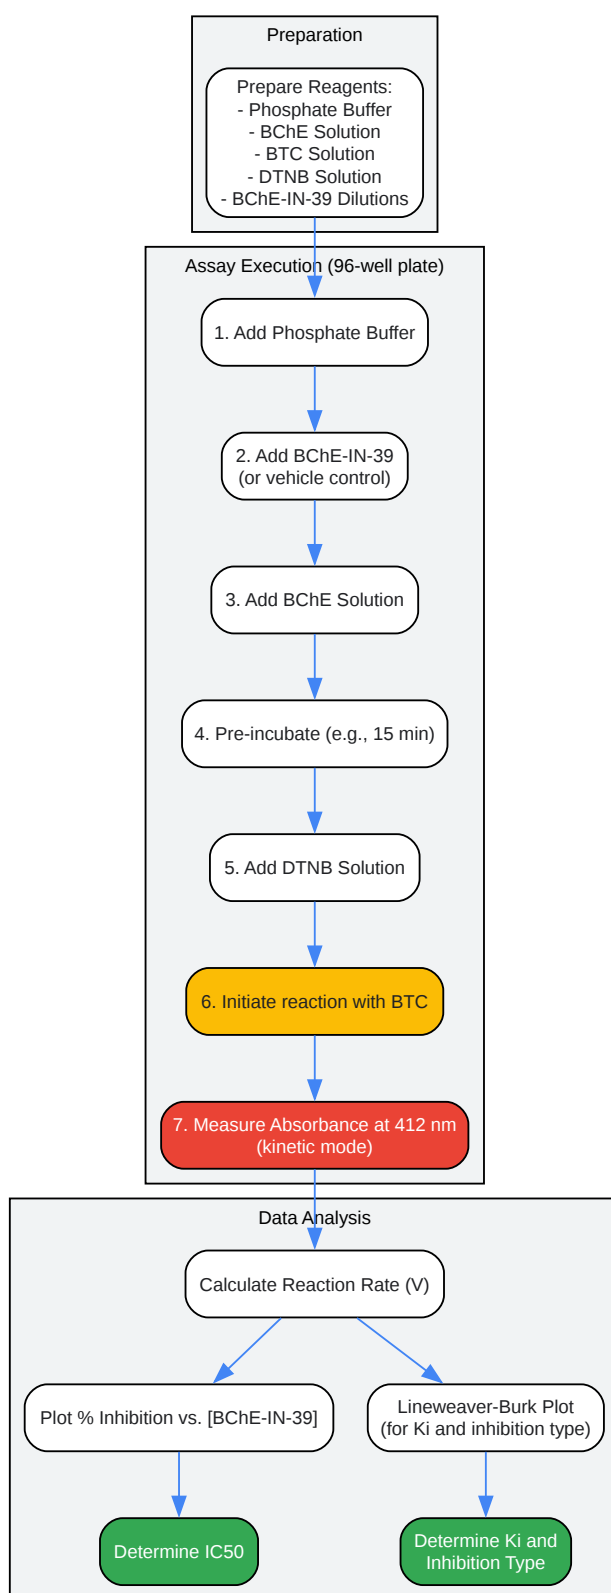 Preparation
Prepare Reagents:
- Phosphate Buffer
- BChE Solution
- BTC Solution
- DTNB Solution
- BChE-IN-39 Dilutions
Assay Execution (96-well plate)
1. Add Phosphate Buffer
2. Add BChE-IN-39
(or vehicle control)
3. Add BChE Solution
4. Pre-incubate (e.g., 15 min)
5. Add DTNB Solution
6. Initiate reaction with BTC
7. Measure Absorbance at 412 nm
(kinetic mode)
Data Analysis
Calculate Reaction Rate (V)
Plot % Inhibition vs. [BChE-IN-39]
Lineweaver-Burk Plot
(for Ki and inhibition type)
Determine IC50
Determine Ki and
Inhibition Type